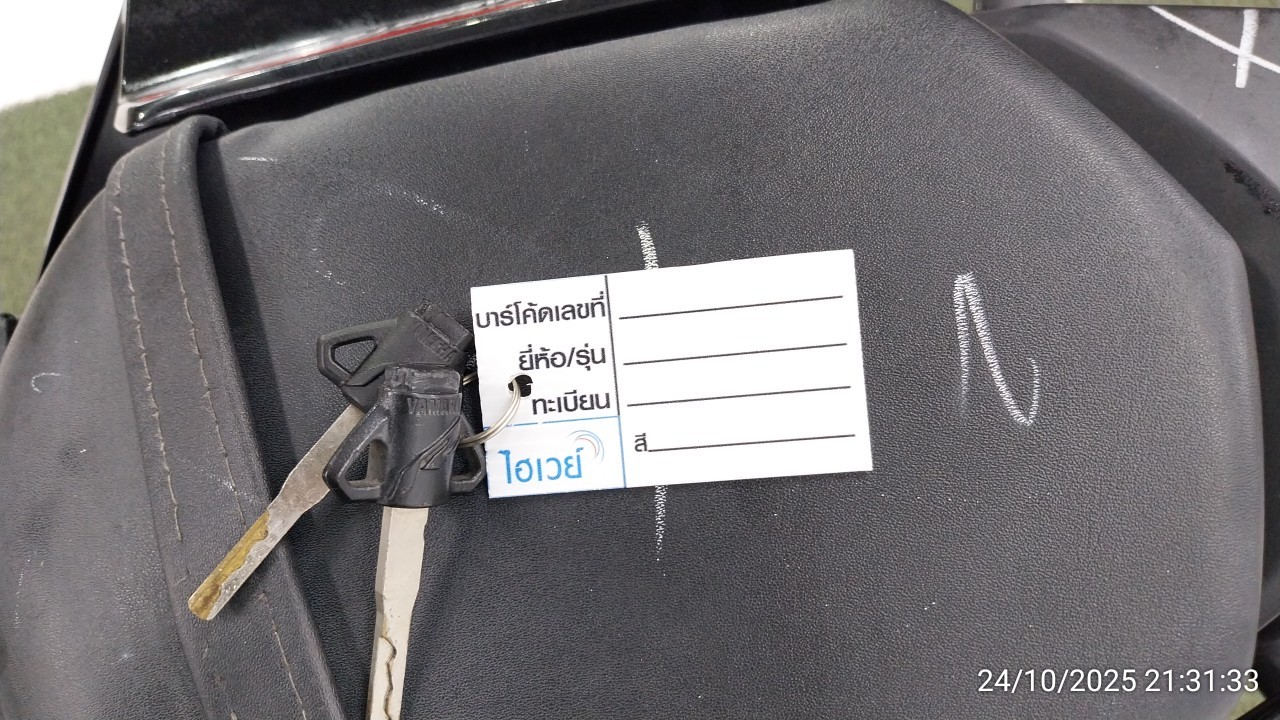 บาร์โค้ดเลขที่
ยี่ห้อ/รุ่น
ทะเบียน
สี
ไฮเวย์
YAMAHA
24/10/2025 21:31:33